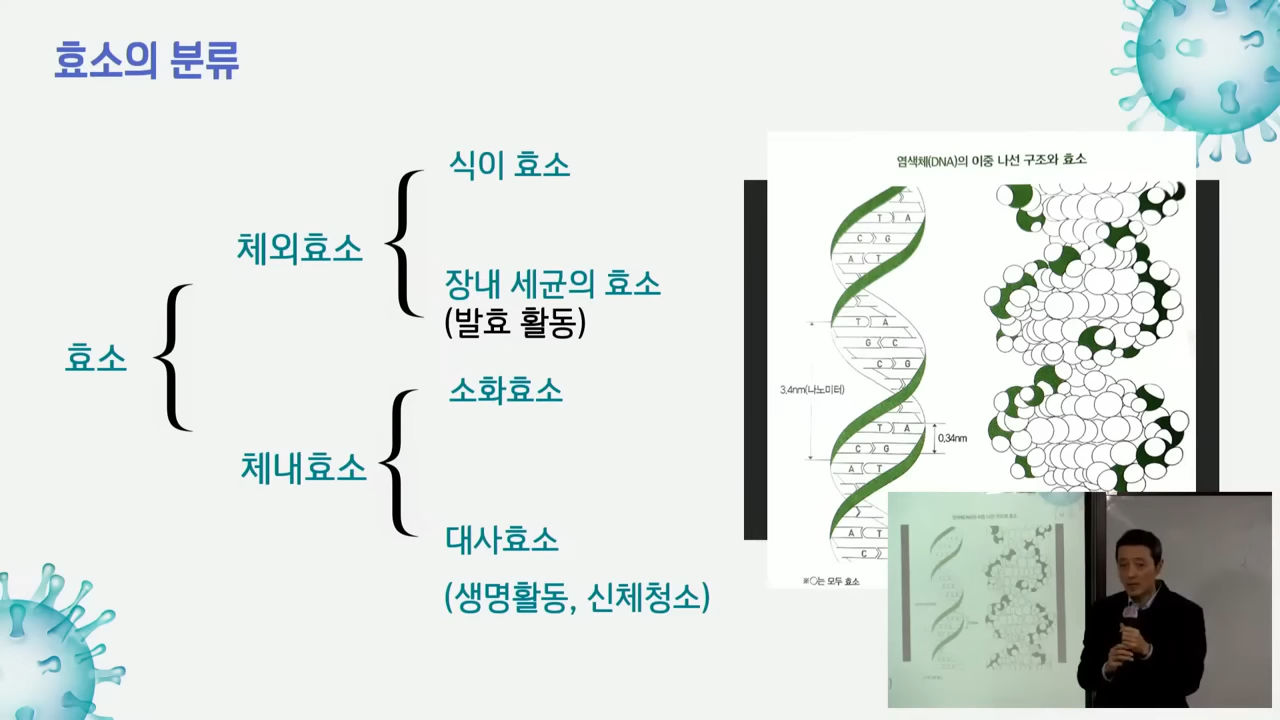 효소의 분류
효소
체외효소
식이 효소
장내 세균의 효소
(발효 활동)
체내효소
소화효소
대사효소
(생명활동, 신체청소)
염색체(DNA)의 이중 나선 구조와 효소
T A
C G
A T
T A
G C
C G
3.4nm(나노미터)
T A
0.34nm
C G
A T
A T
C
※○는 모두 효소